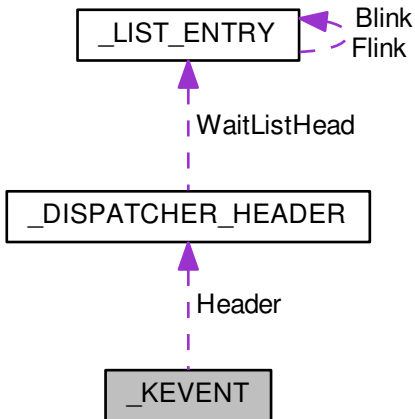 _LIST_ENTRY
Blink
Flink
WaitListHead
_DISPATCHER_HEADER
Header
_KEVENT